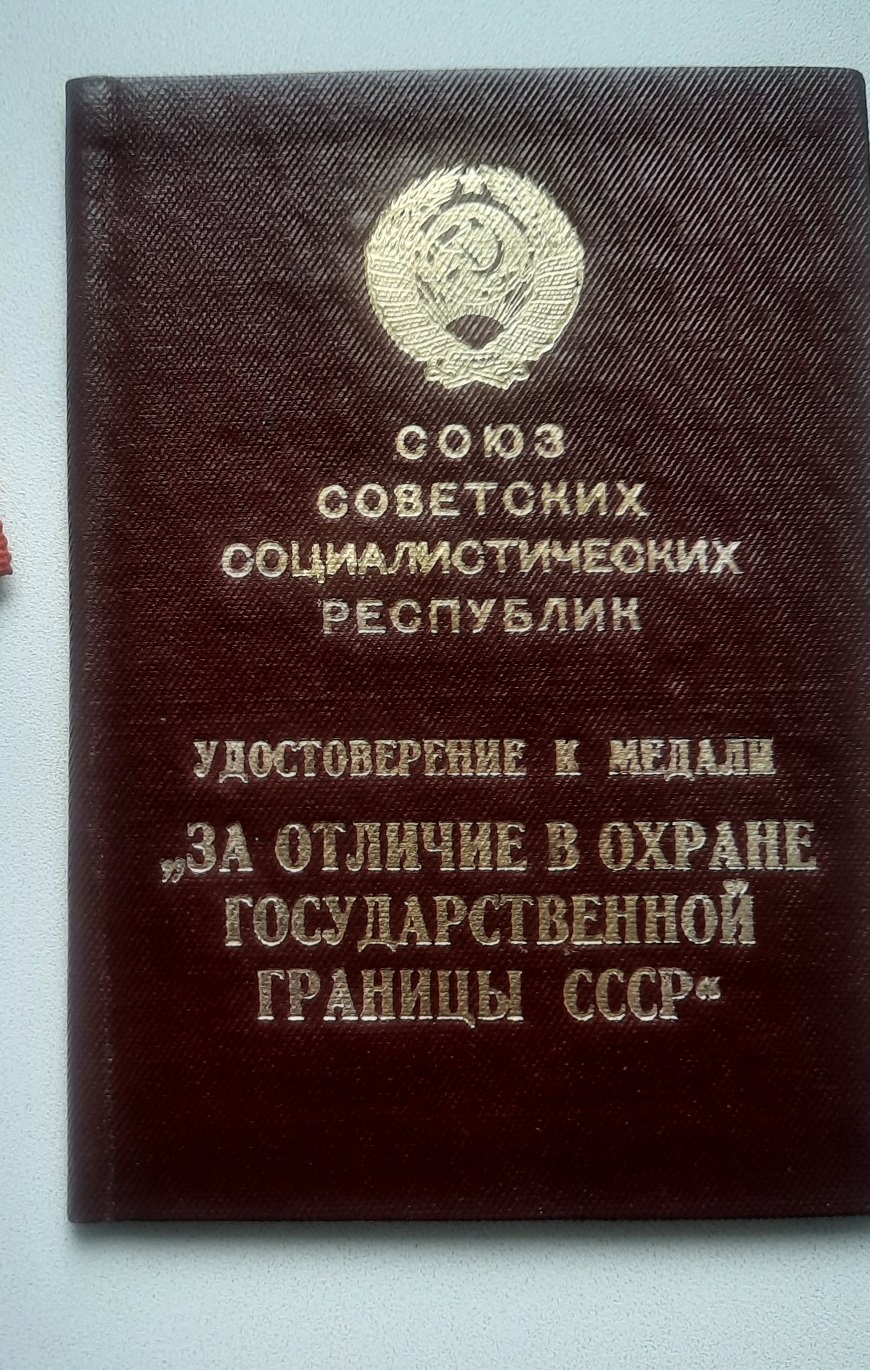 СОЮЗ
СОВЕТСКИХ
СОЦИАЛИСТИЧЕСКИХ
РЕСПУБЛИК
УДОСТОВЕРЕНИЕ К МЕДАЛИ
„ЗА ОТЛИЧИЕ В ОХРАНЕ
ГОСУДАРСТВЕННОЙ
ГРАНИЦЫ СССР“